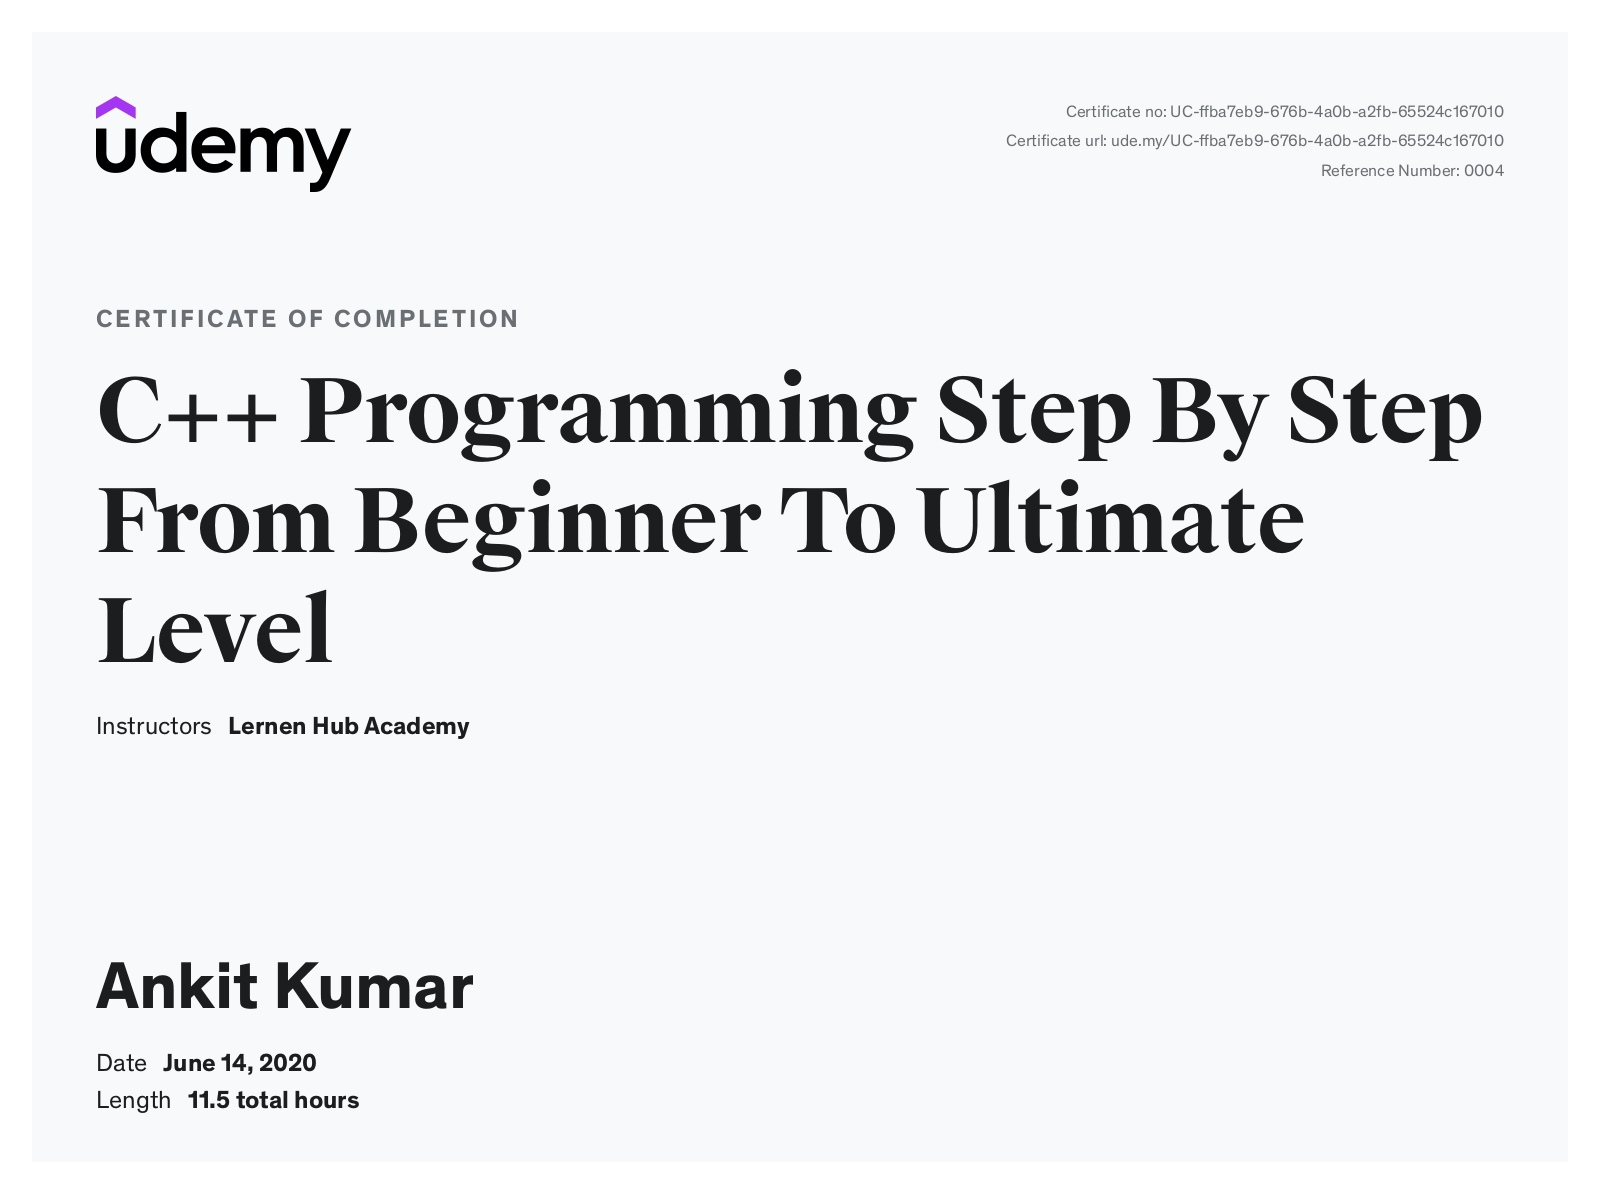 udemy
Certificate no: UC-ffba7eb9-676b-4a0b-a2fb-65524c167010
Certificate url: ude.my/UC-ffba7eb9-676b-4a0b-a2fb-65524c167010
Reference Number: 0004
CERTIFICATE OF COMPLETION
C++ Programming Step By Step
From Beginner To Ultimate
Level
Instructors Lernen Hub Academy
Ankit Kumar
Date June 14, 2020
Length 11.5 total hours